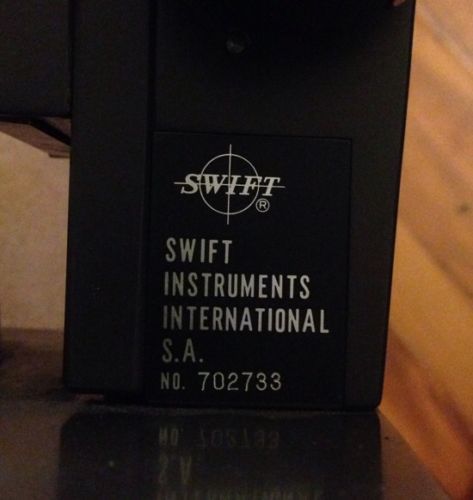 SWIFT
®
SWIFT
INSTRUMENTS
INTERNATIONAL
S.A.
NO. 702733